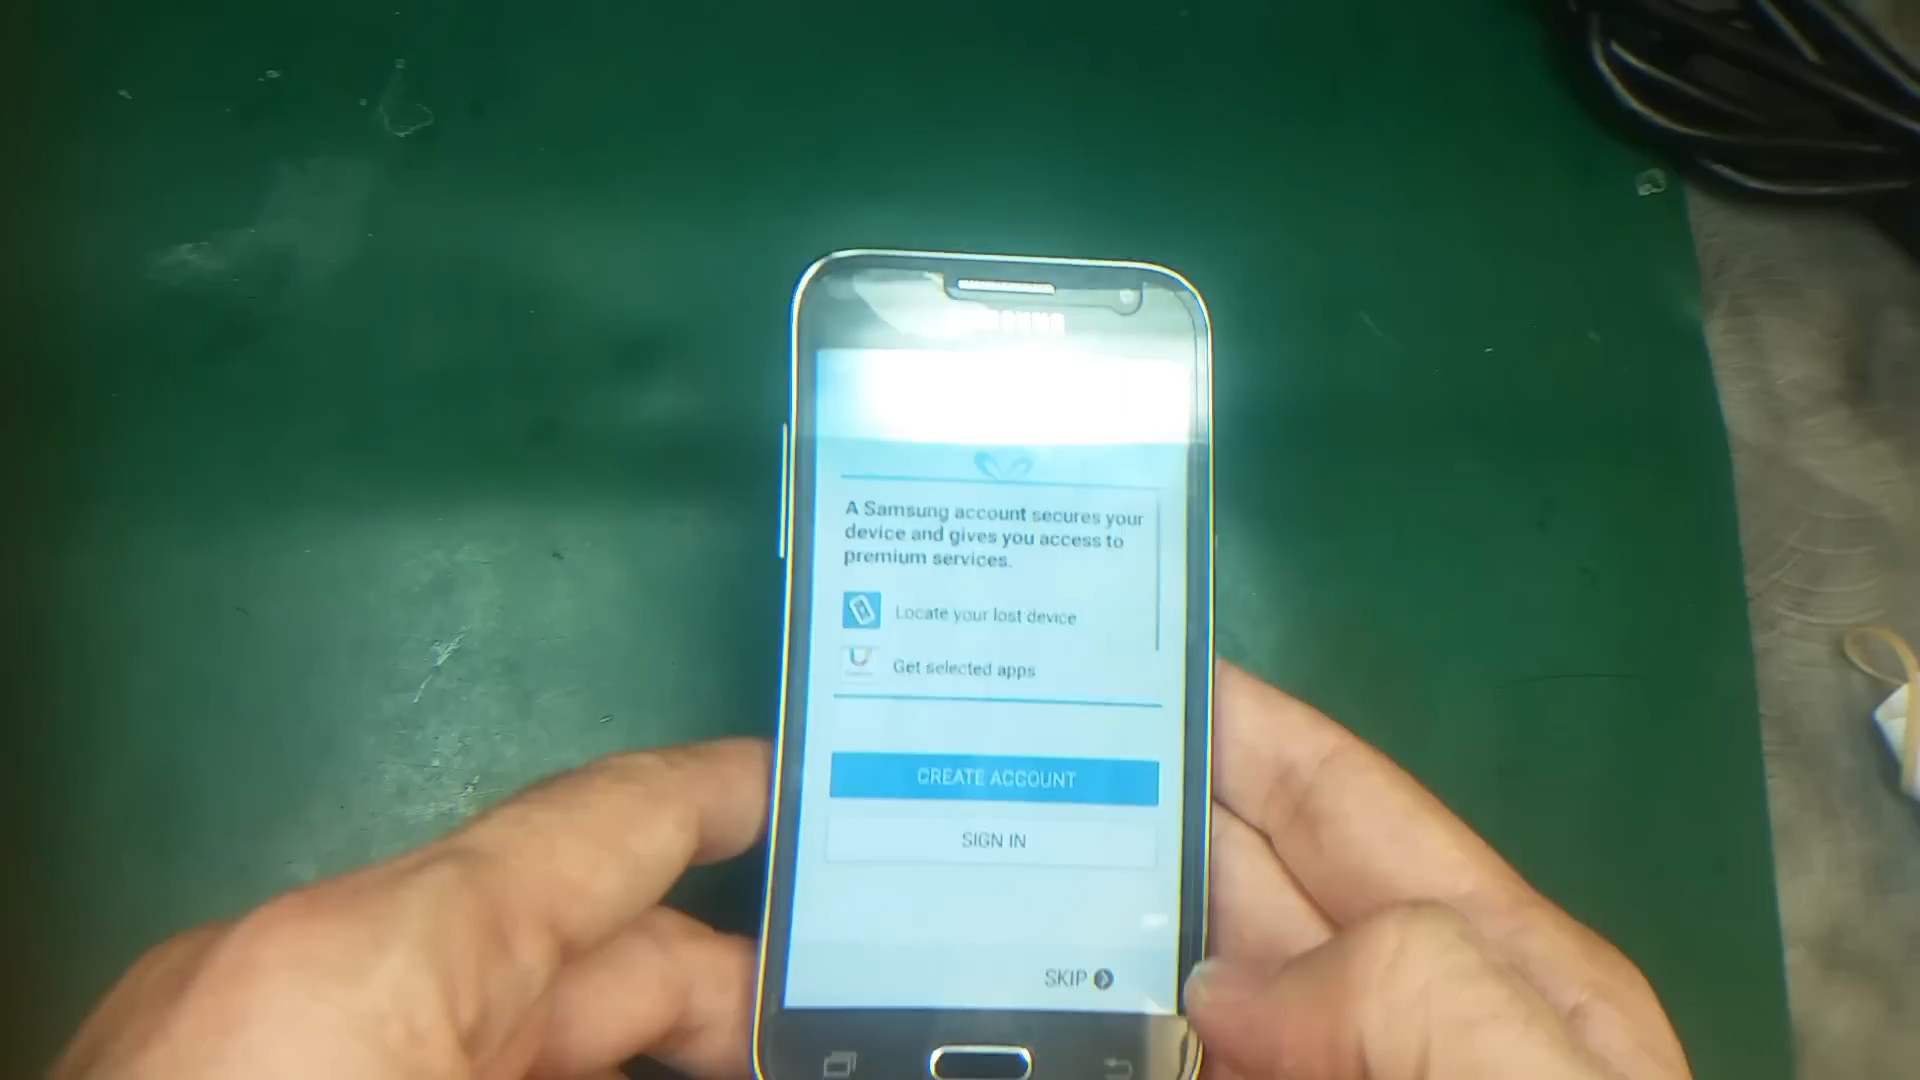 A Samsung account secures your
device and gives you access to
premium services.
Locate your lost device
Get selected apps
CREATE ACCOUNT
SIGN IN
SKIP